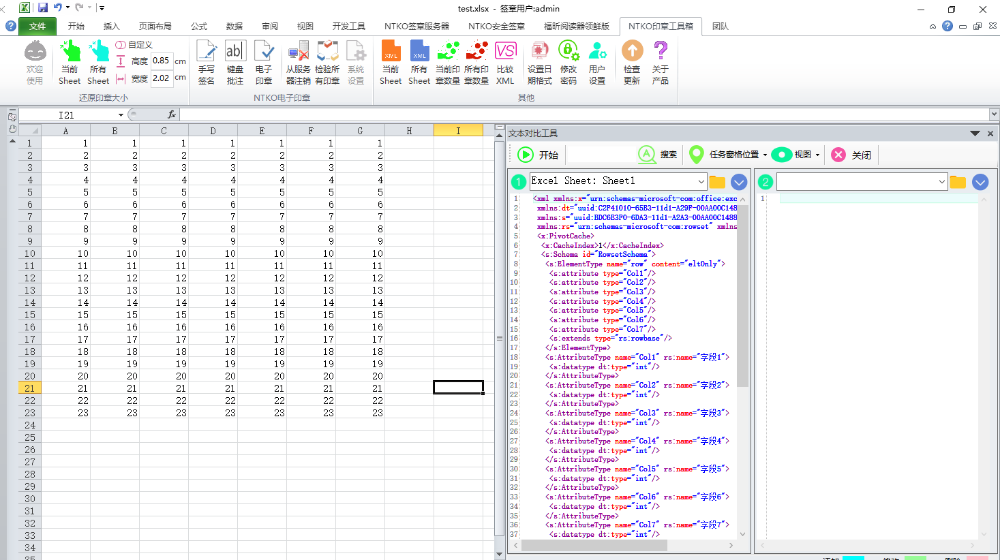 test.xlsx - 签章用户:admin
文件 开始 插入 页面布局 公式 数据 审阅 视图 开发工具 NTKO签章服务器 NTKO安全签章 福昕阅读器领鲜版 NTKO印章工具箱 团队
欢迎使用
当前Sheet
所有Sheet
自定义
高度 0.85 cm
宽度 2.02 cm
还原印章大小
手写签名
键盘批注
电子印章
从服务器注销
检验所有印章
系统设置
NTKO电子印章
XML 当前Sheet
XML 所有Sheet
当前印章数量
所有印章数量
VS 比较XML
设置日期格式
修改密码
用户设置
检查更新
关于产品
其他
I21 fx
A B C D E F G H I
1 1 1 1 1 1 1 1
2 2 2 2 2 2 2 2
3 3 3 3 3 3 3 3
4 4 4 4 4 4 4 4
5 5 5 5 5 5 5 5
6 6 6 6 6 6 6 6
7 7 7 7 7 7 7 7
8 8 8 8 8 8 8 8
9 9 9 9 9 9 9 9
10 10 10 10 10 10 10 10
11 11 11 11 11 11 11 11
12 12 12 12 12 12 12 12
13 13 13 13 13 13 13 13
14 14 14 14 14 14 14 14
15 15 15 15 15 15 15 15
16 16 16 16 16 16 16 16
17 17 17 17 17 17 17 17
18 18 18 18 18 18 18 18
19 19 19 19 19 19 19 19
20 20 20 20 20 20 20 20
21 21 21 21 21 21 21 21
22 22 22 22 22 22 22 22
23 23 23 23 23 23 23 23
24
25
26
27
28
29
30
31
32
33
34
文本对比工具
开始 搜索 任务窗格位置 视图 关闭
1 Excel Sheet: Sheet1
1 <xml xmlns:x="urn:schemas-microsoft-com:office:exc
2 xmlns:dt="uuid:C2F41010-65B3-11d1-A29F-00AA00C148
3 xmlns:s="uuid:BDC6E3F0-6DA3-11d1-A2A3-00AA00C1488
4 xmlns:rs="urn:schemas-microsoft-com:rowset" xmlns
5 <x:PivotCache>
6 <x:CacheIndex>1</x:CacheIndex>
7 <s:Schema id="RowsetSchema">
8 <s:ElementType name="row" content="eltOnly">
9 <s:attribute type="Col1"/>
10 <s:attribute type="Col2"/>
11 <s:attribute type="Col3"/>
12 <s:attribute type="Col4"/>
13 <s:attribute type="Col5"/>
14 <s:attribute type="Col6"/>
15 <s:attribute type="Col7"/>
16 <s:extends type="rs:rowbase"/>
17 </s:ElementType>
18 <s:AttributeType name="Col1" rs:name="字段1">
19 <s:datatype dt:type="int"/>
20 </s:AttributeType>
21 <s:AttributeType name="Col2" rs:name="字段2">
22 <s:datatype dt:type="int"/>
23 </s:AttributeType>
24 <s:AttributeType name="Col3" rs:name="字段3">
25 <s:datatype dt:type="int"/>
26 </s:AttributeType>
27 <s:AttributeType name="Col4" rs:name="字段4">
28 <s:datatype dt:type="int"/>
29 </s:AttributeType>
30 <s:AttributeType name="Col5" rs:name="字段5">
31 <s:datatype dt:type="int"/>
32 </s:AttributeType>
33 <s:AttributeType name="Col6" rs:name="字段6">
34 <s:datatype dt:type="int"/>
35 </s:AttributeType>
36 <s:AttributeType name="Col7" rs:name="字段7">
37 <s:datatype dt:type="int"/>
2
1